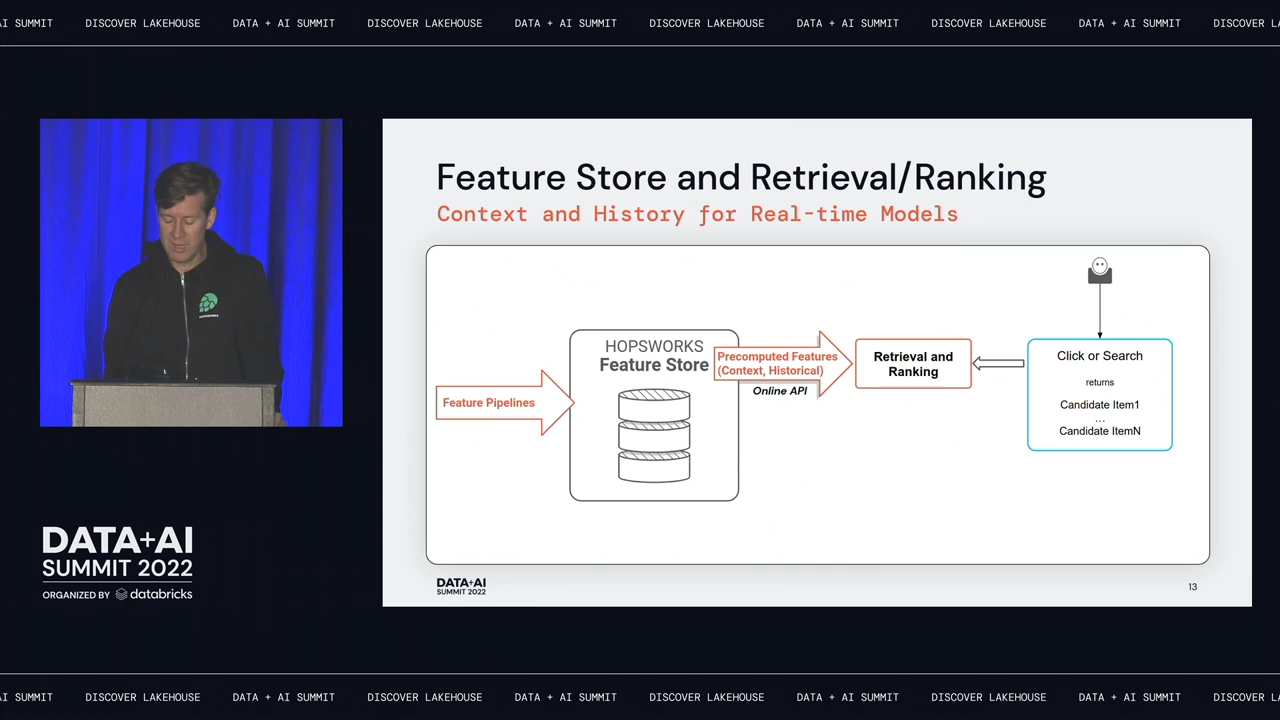 AI SUMMIT DISCOVER LAKEHOUSE DATA + AI SUMMIT DISCOVER LAKEHOUSE DATA + AI SUMMIT DISCOVER LAKEHOUSE DATA + AI SUMMIT DISCOVER LAKEHOUSE DATA + AI SUMMIT DISCOVER
Feature Store and Retrieval/Ranking
Context and History for Real-time Models
HOPSWORKS
Feature Store
Feature Pipelines
Precomputed Features
(Context, Historical)
Online API
Retrieval and
Ranking
Click or Search
returns
Candidate Item1
...
Candidate ItemN
HOPSWORKS
DATA+AI
SUMMIT 2022
ORGANIZED BY databricks
DATA+AI
SUMMIT 2022
13
AI SUMMIT DISCOVER LAKEHOUSE DATA + AI SUMMIT DISCOVER LAKEHOUSE DATA + AI SUMMIT DISCOVER LAKEHOUSE DATA + AI SUMMIT DISCOVER LAKEHOUSE DATA + AI SUMMIT DISCOVER